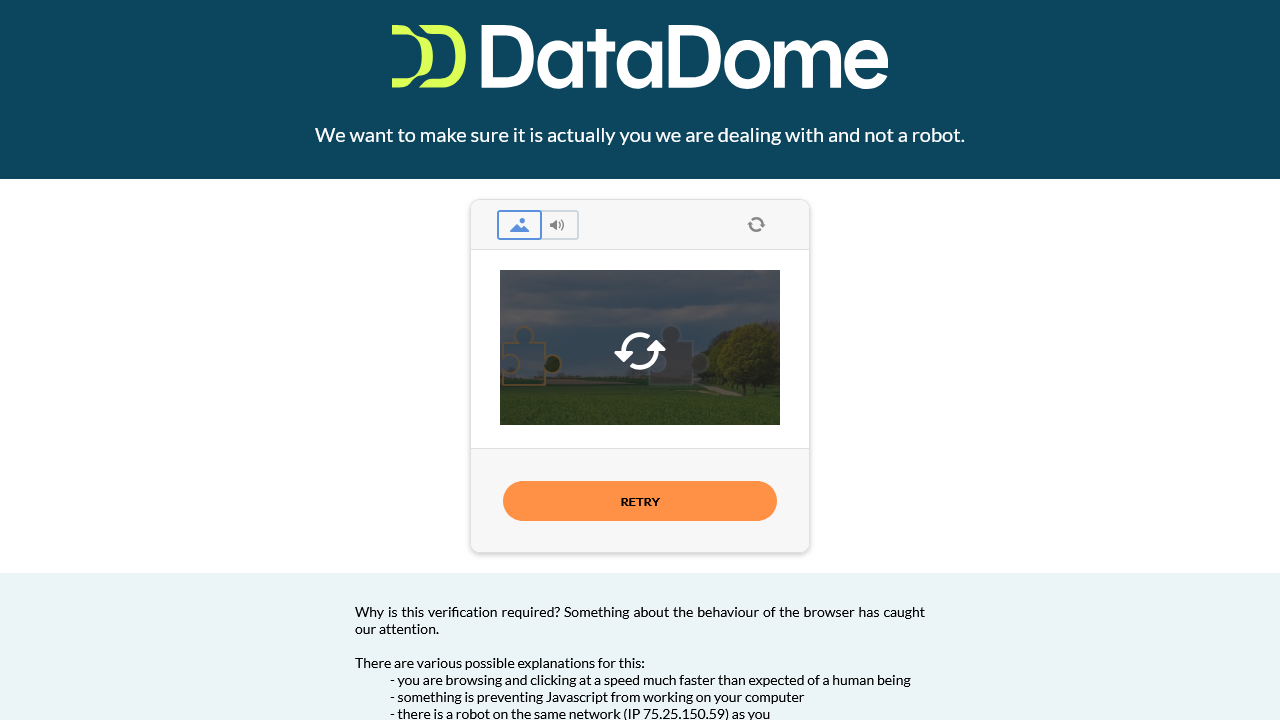 DataDome
We want to make sure it is actually you we are dealing with and not a robot.
RETRY
Why is this verification required? Something about the behaviour of the browser has caught
our attention.
There are various possible explanations for this:
- you are browsing and clicking at a speed much faster than expected of a human being
- something is preventing Javascript from working on your computer
- there is a robot on the same network (IP 75.25.150.59) as you